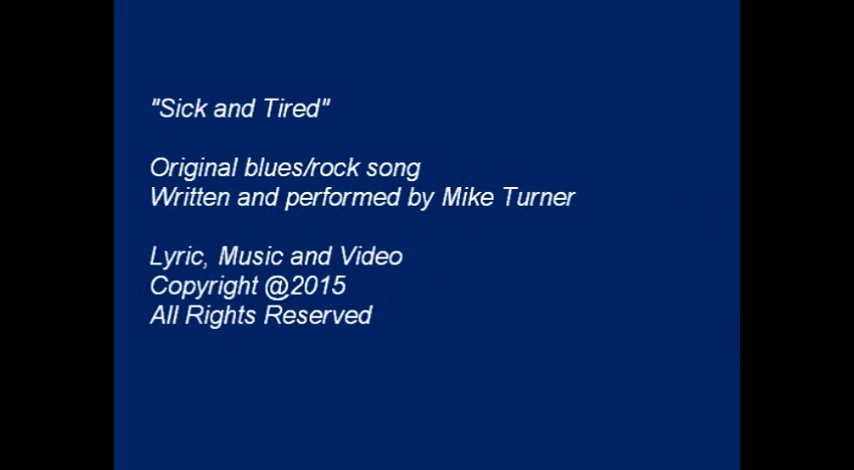 "Sick and Tired"
Original blues/rock song
Written and performed by Mike Turner
Lyric, Music and Video
Copyright @2015
All Rights Reserved